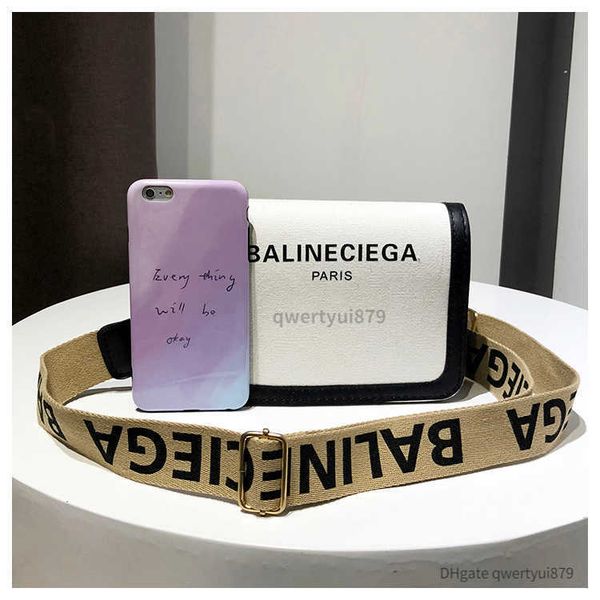 BALINECIEGA
PARIS
qwertyui879
Every thing
will be
okay
BALINECIEGA BALINECIEGA
DHgate qwertyui879